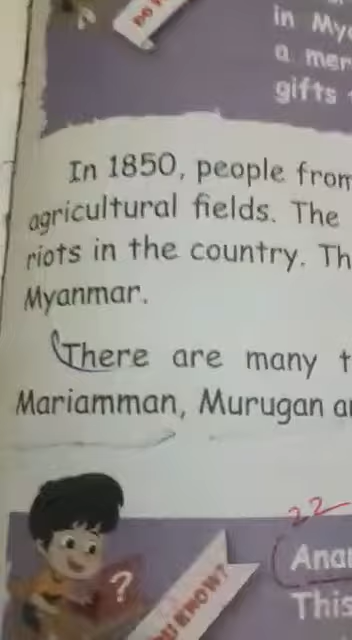 in My
a mer
gifts
In 1850, people from
agricultural fields. The
riots in the country. Th
Myanmar.
There are many t
Mariamman, Murugan a
22
?
KNOW?
Ana
This